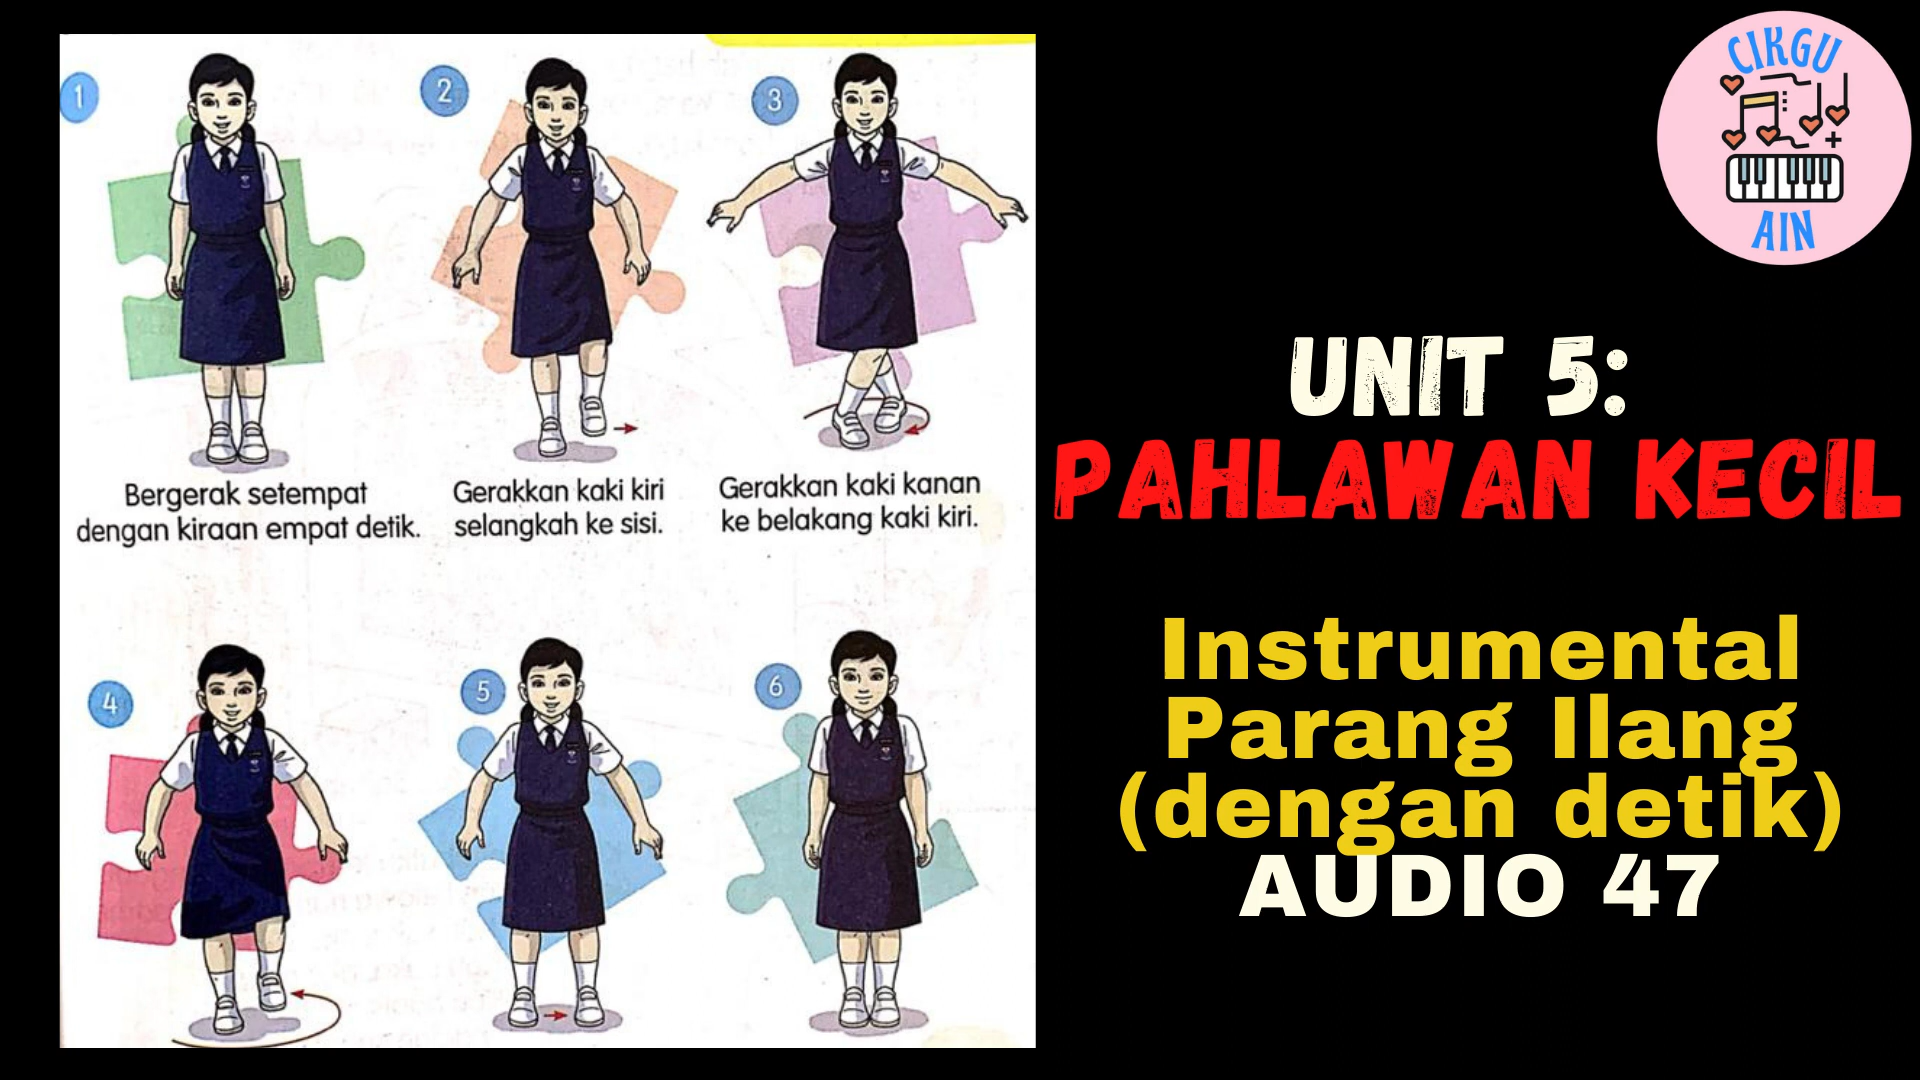 1
2
3
Bergerak setempat
dengan kiraan empat detik.
Gerakkan kaki kiri
selangkah ke sisi.
Gerakkan kaki kanan
ke belakang kaki kiri.
4
5
6
CIKGU
AIN
UNIT 5:
PAHLAWAN KECIL
Instrumental
Parang Ilang
(dengan detik)
AUDIO 47